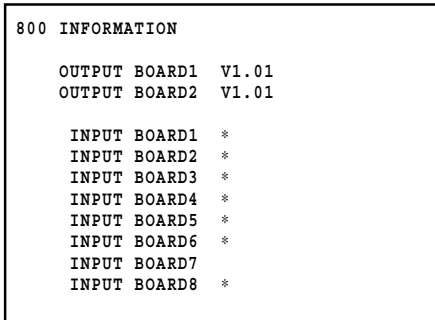 800 INFORMATION
OUTPUT BOARD1 V1.01
OUTPUT BOARD2 V1.01
INPUT BOARD1 *
INPUT BOARD2 *
INPUT BOARD3 *
INPUT BOARD4 *
INPUT BOARD5 *
INPUT BOARD6 *
INPUT BOARD7
INPUT BOARD8 *